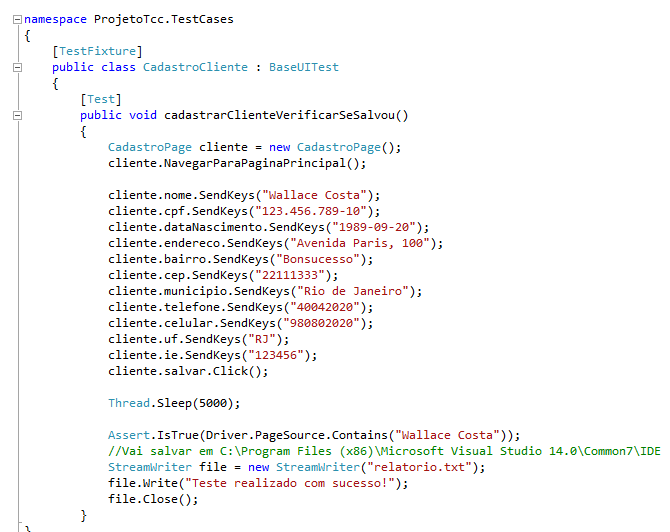 namespace ProjetoTcc.TestCases
{
[TestFixture]
public class CadastroCliente : BaseUITest
{
[Test]
public void cadastrarClienteVerificarSeSalvou()
{
CadastroPage cliente = new CadastroPage();
cliente.NavegarParaPaginaPrincipal();
cliente.nome.SendKeys("Wallace Costa");
cliente.cpf.SendKeys("123.456.789-10");
cliente.dataNascimento.SendKeys("1989-09-20");
cliente.endereco.SendKeys("Avenida Paris, 100");
cliente.bairro.SendKeys("Bonsucesso");
cliente.cep.SendKeys("22111333");
cliente.municipio.SendKeys("Rio de Janeiro");
cliente.telefone.SendKeys("40042020");
cliente.celular.SendKeys("980802020");
cliente.uf.SendKeys("RJ");
cliente.ie.SendKeys("123456");
cliente.salvar.Click();
Thread.Sleep(5000);
Assert.IsTrue(Driver.PageSource.Contains("Wallace Costa"));
//Vai salvar em C:\Program Files (x86)\Microsoft Visual Studio 14.0\Common7\IDE
StreamWriter file = new StreamWriter("relatorio.txt");
file.Write("Teste realizado com sucesso!");
file.Close();
}
}